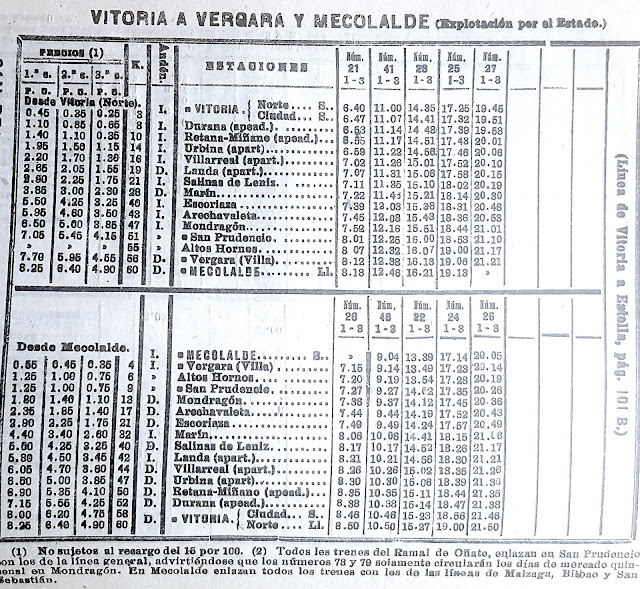 VITORIA A VERGARA Y MECOLALDE (Explotación por el Estado.)
PRECIOS (1) K. Andén. ESTACIONES Núm. 21 Núm. 41 Núm. 23 Núm. 25 Núm. 27
1.ª c. 2.ª c. 3.ª c. 1-3 1-3 1-3 1-3 1-3
P. C. P. C. P. C.
Desde Vitoria (Norte).
VITORIA. Norte.. S. 6.40 11.00 14.35 17.25 19.45
0.45 0.35 0.25 3 I. Ciudad.. S. 6.47 11.07 14.41 17.32 19.51
1.10 0.85 0.65 8 I. Durana (apead.) 6.53 11.14 14.48 17.39 19.58
1.40 1.10 0.85 10 I. Retana-Miñano (apead.) 11.17 14.51 17.43 20.01
1.95 1.50 1.15 14 I. Urbina (apart.) 6.59 11.22 14.56 17.46 20.06
2.20 1.70 1.30 16 I. Villarreal (apart.) 7.02 11.26 15.01 17.52 20.10
2.65 2.05 1.55 19 D. Landa (apart.) 7.07 11.31 15.06 17.58 20.15
2.90 2.25 1.75 21 I. Salinas de Leniz. 7.11 11.35 15.10 18.02 20.19
3.85 3.00 2.30 28 D. Marín. 7.22 11.21 18.14 20.30
5.50 4.25 3.25 I. Escoriaza 7.39 12.03 15.38 18.31 20.48
5.95 4.60 3.50 43 I. Arechavaleta 7.45 12.08 18.36 20.53
6.50 5.00 3.85 47 I. Mondragón 7.52 12.16 15.51 18.44 21.01
7.05 5.45 4.15 51 » San Prudencio 8.01 12.25 16.00 18.53 21.10
» » » 55 Altos Hornos 8.07 12.32 16.07 19.00 21.17
7.70 5.95 4.55 56 D. Vergara (Villa) 8.12 12.38 16.13 19.06 21.21
8.25 6.40 4.90 60 D. MECOLALDE Ll. 8.18 12.46 16.21 19.13 »
Núm. Núm. Núm. 22 Núm. 24 Núm. 26
1-3 1-3 1-3 1-3 1-3
Desde Mecolalde.
I. MECOLALDE S. » 9.04 13.39 17.14 20.05
0.55 0.45 0.35 4 I. Vergara (Villa) 7.15 9.14 13.49 17.23 20.14
1.25 1.00 0.75 6 » Altos Hornos 7.20 9.19 13.54 17.28 20.19
1.25 1.00 0.75 9 » San Prudencio 7.27 9.27 14.02 17.35 20.26
1.80 1.40 1.10 13 D. Mondragón 7.36 9.37 14.12 17.45 20.36
2.35 1.85 1.40 17 D. Arechavaleta 7.44 9.44 14.19 17.52 20.43
2.90 2.25 1.75 21 D. Escoriaza 7.49 9.49 14.24 17.57 20.49
4.40 3.40 2.60 32 I. Marín 8.06 10.06 14.41 18.15
5.50 4.25 3.25 40 D. Salinas de Leniz 8.17 10.17 14.52 18.26 21.17
5.80 4.50 3.45 42 I. Landa (apart.) 8.21 10.21 14.56 18.30 21.21
6.05 4.70 3.60 44 D. Villarreal (apart.) 8.26 10.26 15.02 18.35 21.26
6.50 5.00 3.85 47 D. Urbina (apart.) 8.30 10.30 15.06 18.39 21.30
6.90 5.35 4.10 50 D. Retana-Miñano (apead.) 8.35 10.35 15.11 18.44 21.35
7.15 5.55 4.25 52 D. Durana (apead.) 8.38 10.38 15.14 18.47 21.38
8.00 6.20 4.75 58 D. VITORIA. Ciudad. S. 8.46 10.46 15.23 18.56 21.46
8.25 6.40 4.90 60 Norte Ll. 8.50 10.50 15.27 19.00 21.50
(Línea de Vitoria a Estella, pág. 101 B.)
(1) No sujetos al recargo del 15 por 100. (2) Todos los trenes del Ramal de Oñate, enlazan en San Prudencio
con los de la línea general, advirtiéndose que los números 78 y 79 solamente circularán los días de mercado quin-
cenal en Mondragón. En Mecolalde enlazan todos los trenes con los de las líneas de Malzaga, Bilbao y San
Sebastián.